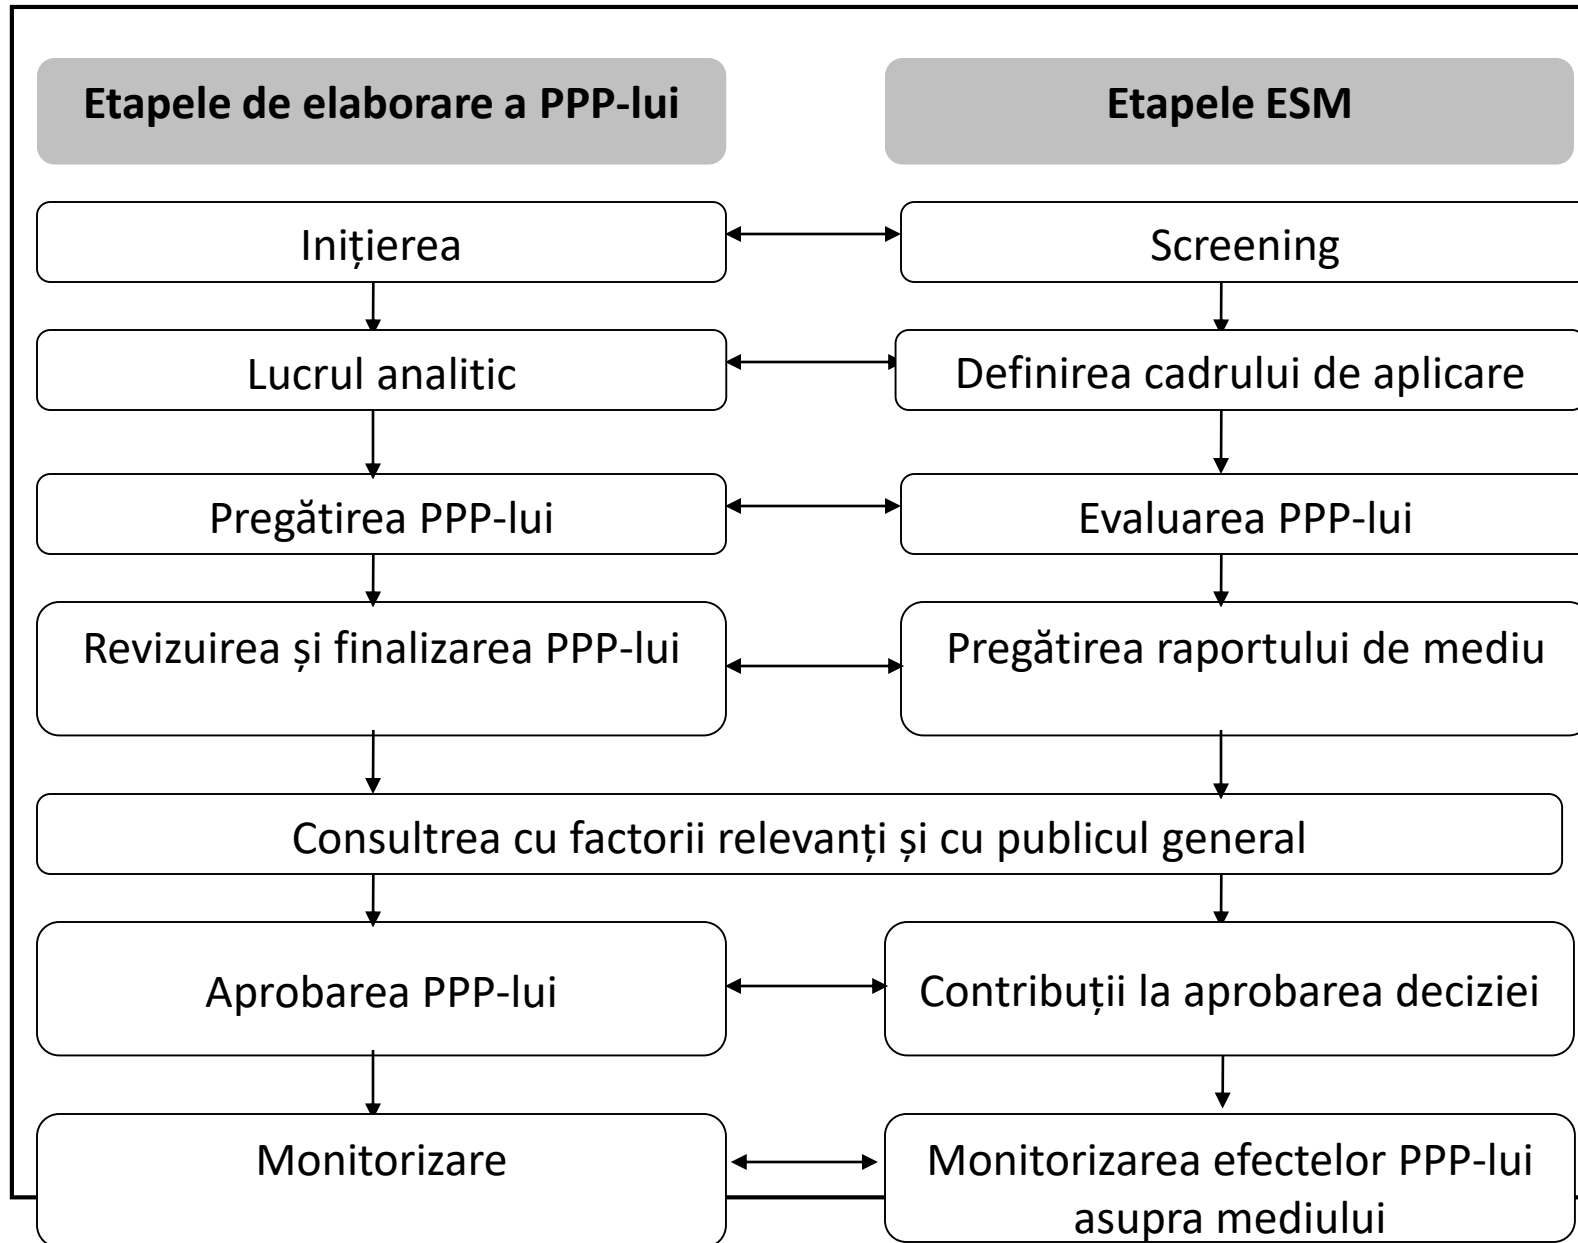 Etapele de elaborare a PPP-lui
Etapele ESM
Inițierea
Screening
Lucrul analitic
Definirea cadrului de aplicare
Pregătirea PPP-lui
Evaluarea PPP-lui
Revizuirea și finalizarea PPP-lui
Pregătirea raportului de mediu
Consultrea cu factorii relevanți și cu publicul general
Aprobarea PPP-lui
Contribuții la aprobarea deciziei
Monitorizare
Monitorizarea efectelor PPP-lui
asupra mediului